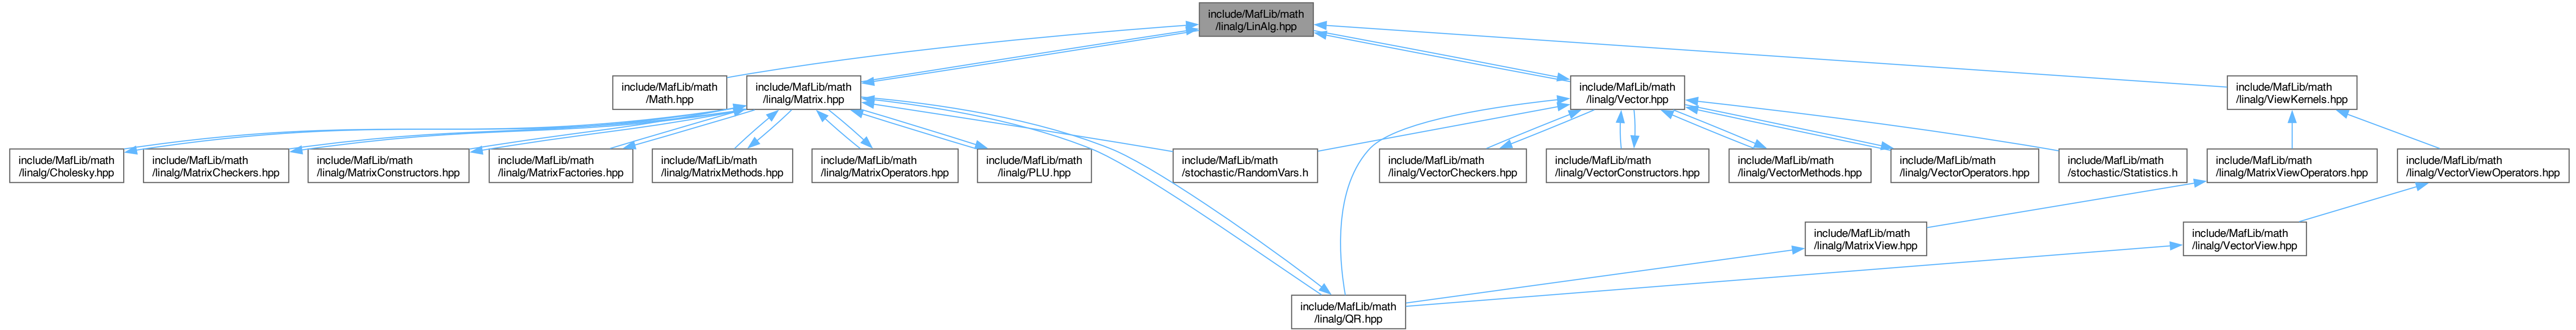 include/MafLib/math
/linalg/LinAlg.hpp
include/MafLib/math
/Math.hpp
include/MafLib/math
/linalg/Matrix.hpp
include/MafLib/math
/linalg/Vector.hpp
include/MafLib/math
/linalg/ViewKernels.hpp
include/MafLib/math
/linalg/Cholesky.hpp
include/MafLib/math
/linalg/MatrixCheckers.hpp
include/MafLib/math
/linalg/MatrixConstructors.hpp
include/MafLib/math
/linalg/MatrixFactories.hpp
include/MafLib/math
/linalg/MatrixMethods.hpp
include/MafLib/math
/linalg/MatrixOperators.hpp
include/MafLib/math
/linalg/PLU.hpp
include/MafLib/math
/stochastic/RandomVars.h
include/MafLib/math
/linalg/VectorCheckers.hpp
include/MafLib/math
/linalg/VectorConstructors.hpp
include/MafLib/math
/linalg/VectorMethods.hpp
include/MafLib/math
/linalg/VectorOperators.hpp
include/MafLib/math
/stochastic/Statistics.h
include/MafLib/math
/linalg/MatrixViewOperators.hpp
include/MafLib/math
/linalg/VectorViewOperators.hpp
include/MafLib/math
/linalg/MatrixView.hpp
include/MafLib/math
/linalg/VectorView.hpp
include/MafLib/math
/linalg/QR.hpp